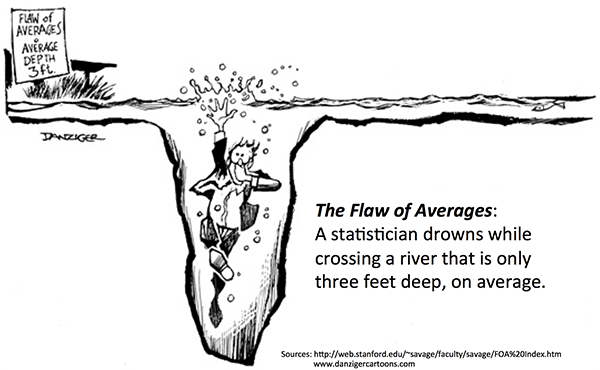 FLAW of
AVERAGES
AVERAGE
DEPTH
3 ft.
DANZIGER
The Flaw of Averages:
A statistician drowns while
crossing a river that is only
three feet deep, on average.
Sources: http://web.stanford.edu/~savage/faculty/savage/FOA%20Index.htm
www.danzigercartoons.com